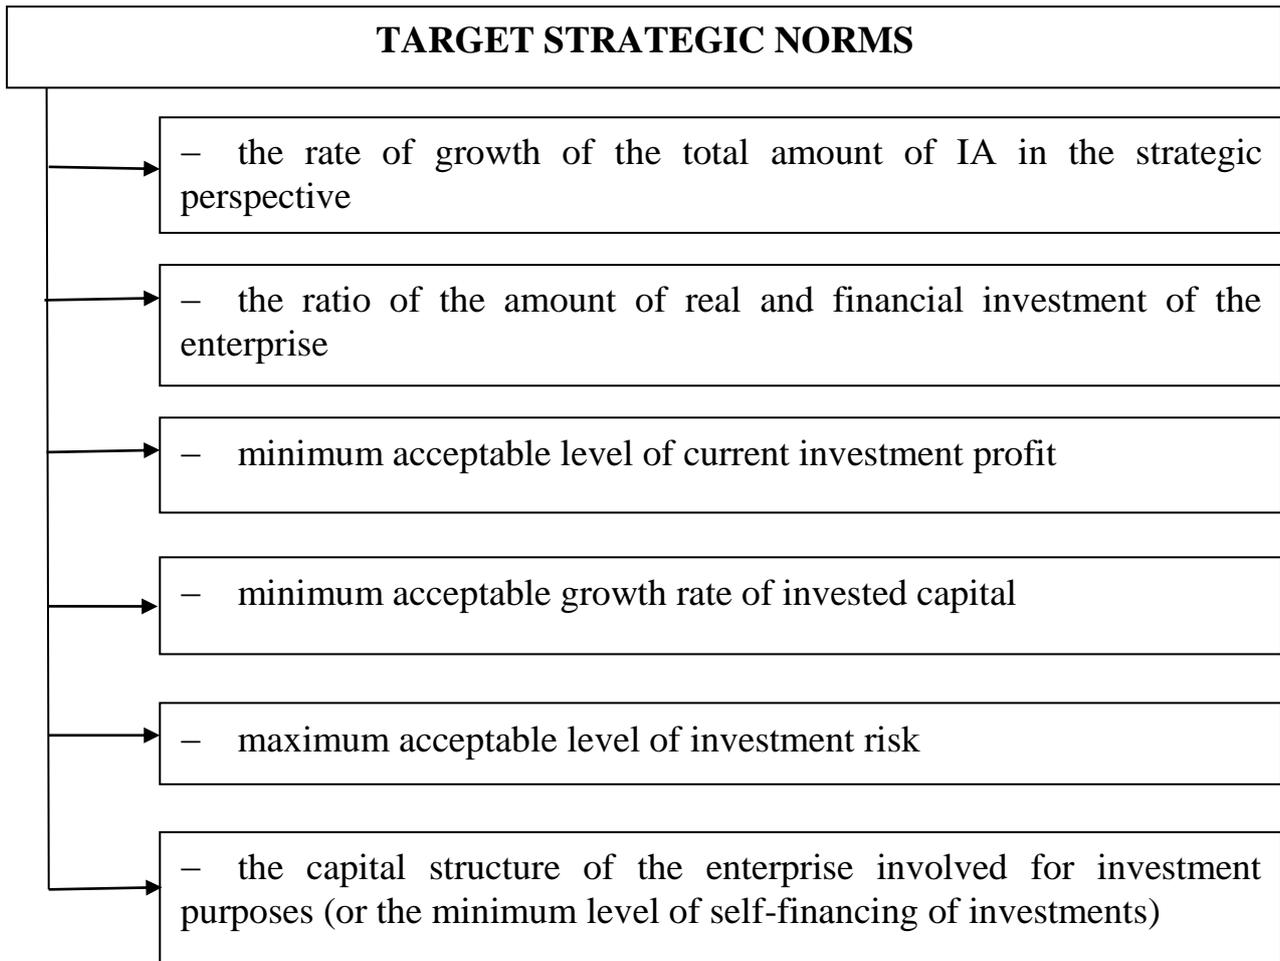 TARGET STRATEGIC NORMS
– the rate of growth of the total amount of IA in the strategic
perspective
– the ratio of the amount of real and financial investment of the
enterprise
– minimum acceptable level of current investment profit
– minimum acceptable growth rate of invested capital
– maximum acceptable level of investment risk
– the capital structure of the enterprise involved for investment
purposes (or the minimum level of self-financing of investments)